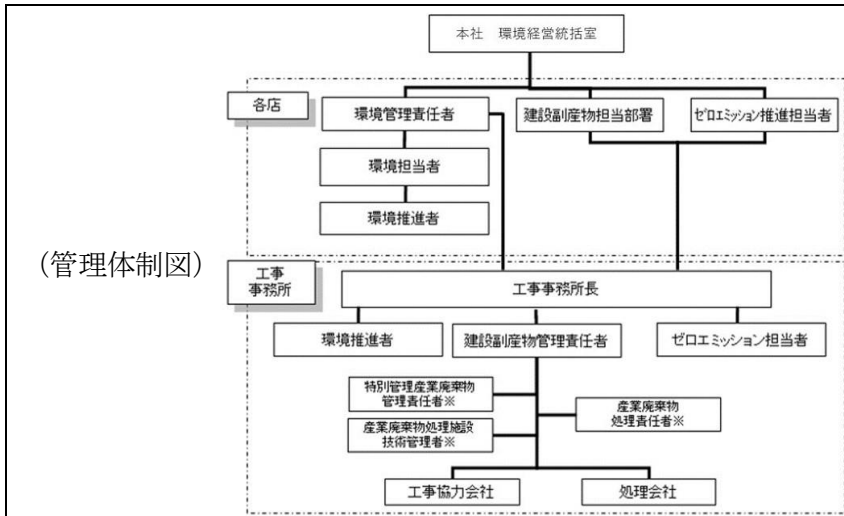 本社　環境経営統括室
各店
環境管理責任者
建設副産物担当部署
ｾﾞﾛｴﾐｯｼｮﾝ推進担当者
環境担当者
環境推進者
（管理体制図）
工事
事務所
工事事務所長
環境推進者
建設副産物管理責任者
ゼロエミッション担当者
特別管理産業廃棄物
管理責任者※
産業廃棄物
処理責任者※
産業廃棄物処理施設
技術管理者※
工事協力会社
処理会社